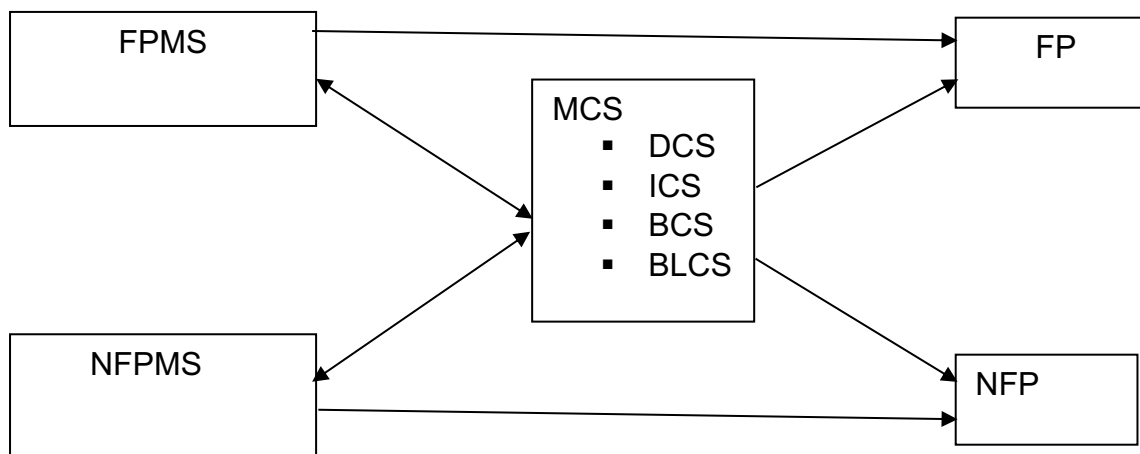 FPMS
FP
MCS
▪ DCS
▪ ICS
▪ BCS
▪ BLCS
NFPMS
NFP